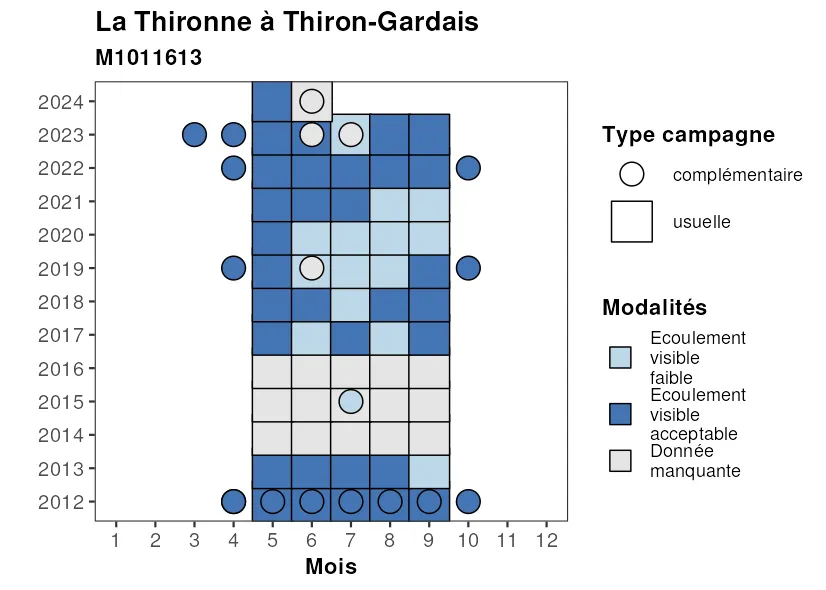 La Thironne à Thiron-Gardais
M1011613
2024
2023
2022
2021
2020
2019
2018
2017
2016
2015
2014
2013
2012
1 2 3 4 5 6 7 8 9 10 11 12
Mois
Type campagne
complémentaire
usuelle
Modalités
Ecoulement
visible
faible
Ecoulement
visible
acceptable
Donnée
manquante